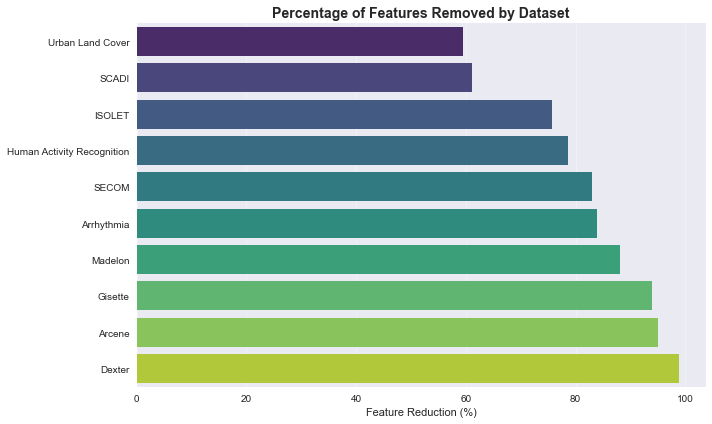 Percentage of Features Removed by Dataset
Urban Land Cover
SCADI
ISOLET
Human Activity Recognition
SECOM
Arrhythmia
Madelon
Gisette
Arcene
Dexter
0 20 40 60 80 100
Feature Reduction (%)